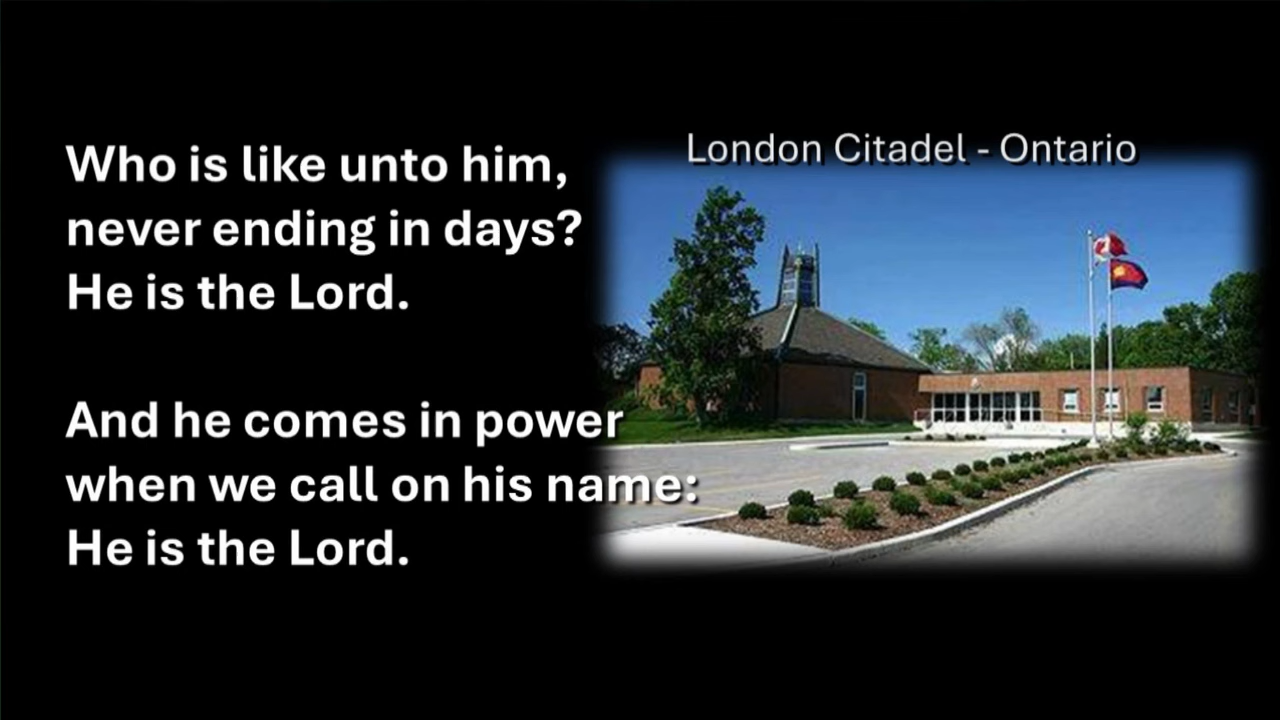 Who is like unto him,
never ending in days?
He is the Lord.
And he comes in power
when we call on his name:
He is the Lord.
London Citadel - Ontario